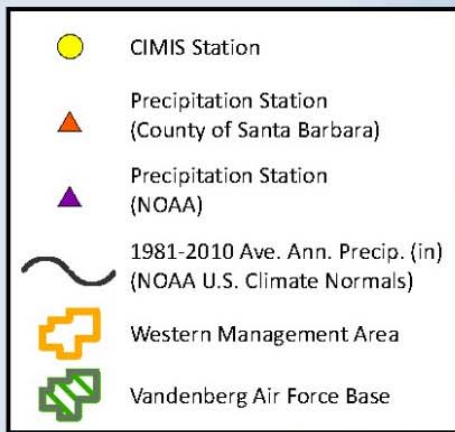 CIMIS Station
Precipitation Station
(County of Santa Barbara)
Precipitation Station
(NOAA)
1981-2010 Ave. Ann. Precip. (in)
(NOAA U.S. Climate Normals)
Western Management Area
Vandenberg Air Force Base